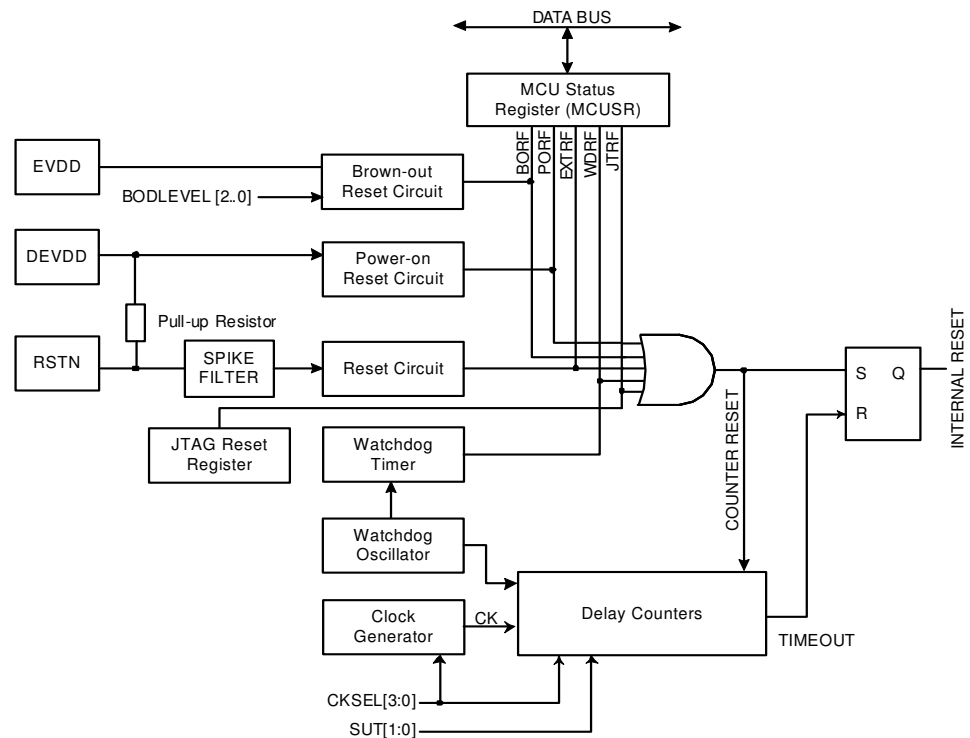 DATA BUS
MCU Status
Register (MCUSR)
BORF
PORF
EXTRF
WDRF
JTRF
EVDD
Brown-out
Reset Circuit
BODLEVEL [2..0]
DEVDD
Power-on
Reset Circuit
Pull-up Resistor
RSTN
SPIKE
FILTER
Reset Circuit
JTAG Reset
Register
Watchdog
Timer
S
Q
R
INTERNAL RESET
COUNTER RESET
Watchdog
Oscillator
Clock
Generator
CK
Delay Counters
TIMEOUT
CKSEL[3:0]
SUT[1:0]